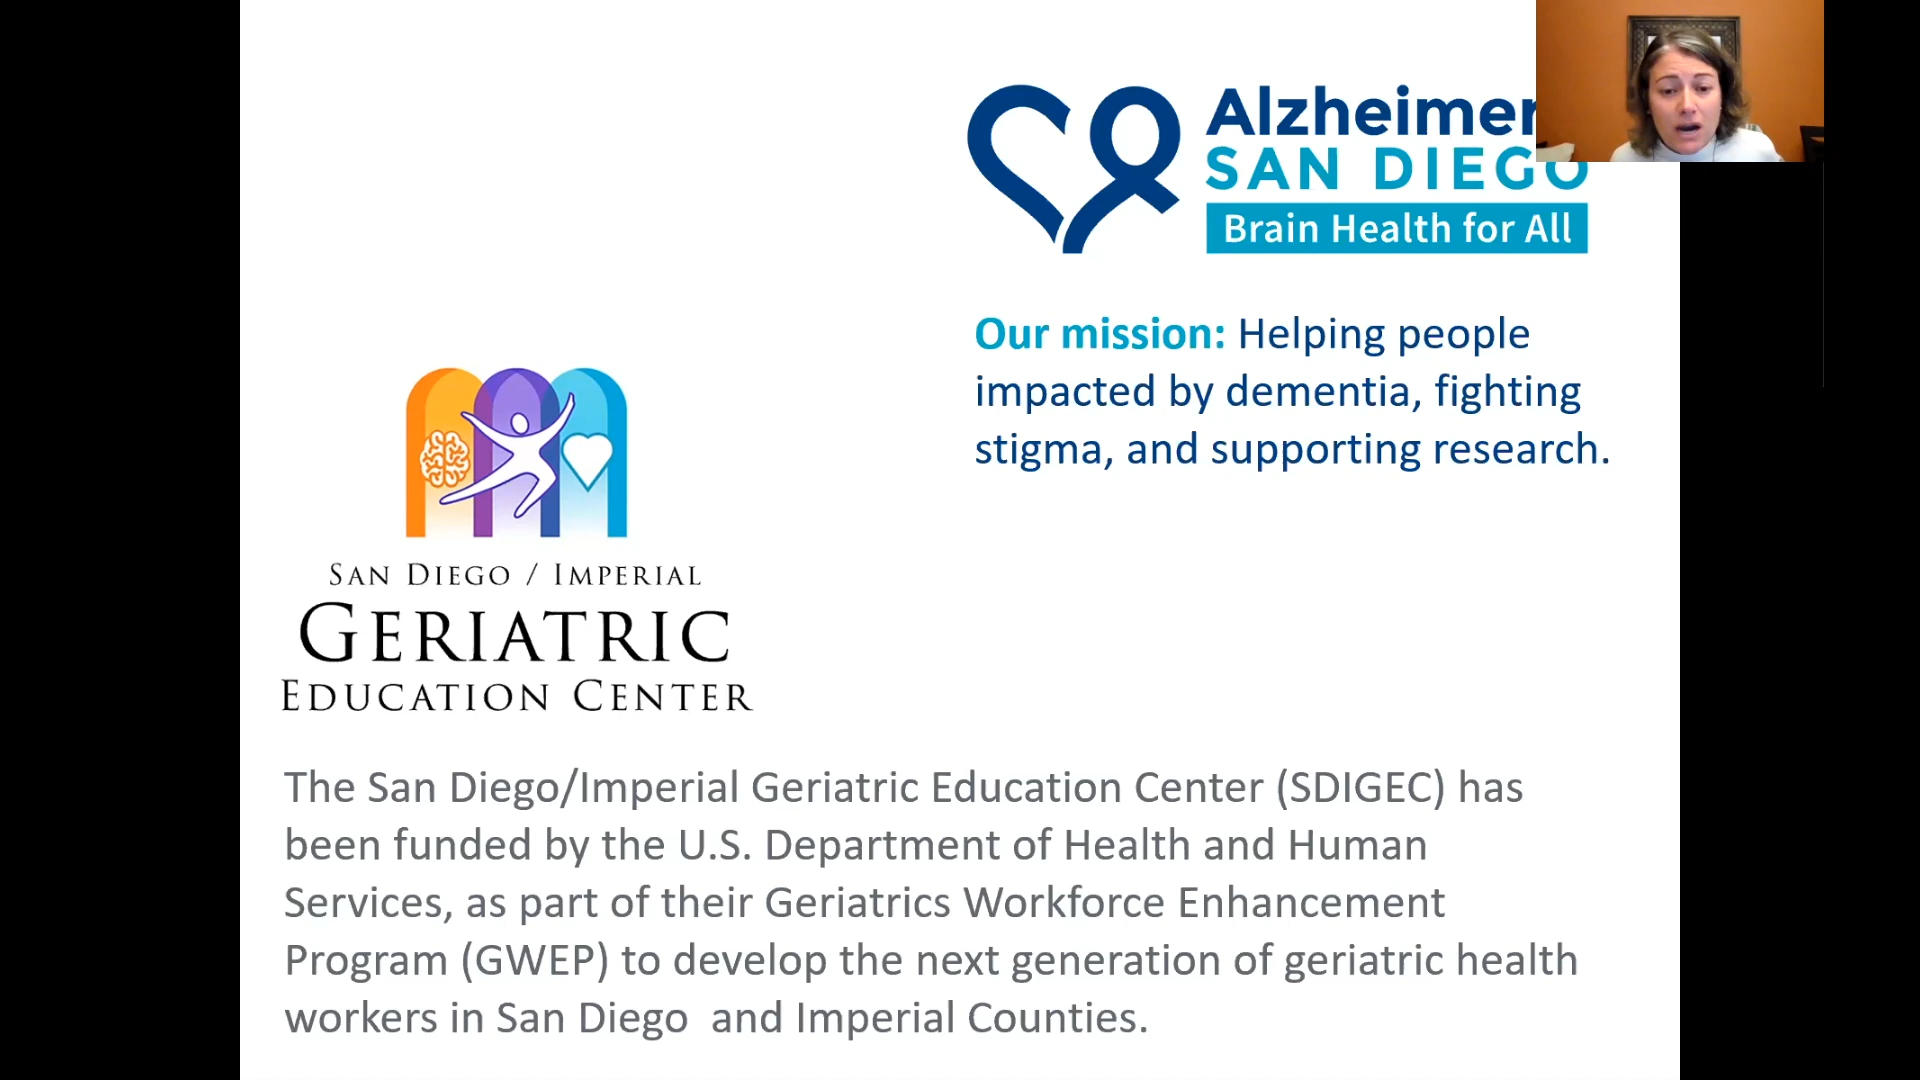 Alzheimer
SAN DIEGO
Brain Health for All
Our mission: Helping people
impacted by dementia, fighting
stigma, and supporting research.
SAN DIEGO / IMPERIAL
GERIATRIC
EDUCATION CENTER
The San Diego/Imperial Geriatric Education Center (SDIGEC) has
been funded by the U.S. Department of Health and Human
Services, as part of their Geriatrics Workforce Enhancement
Program (GWEP) to develop the next generation of geriatric health
workers in San Diego  and Imperial Counties.